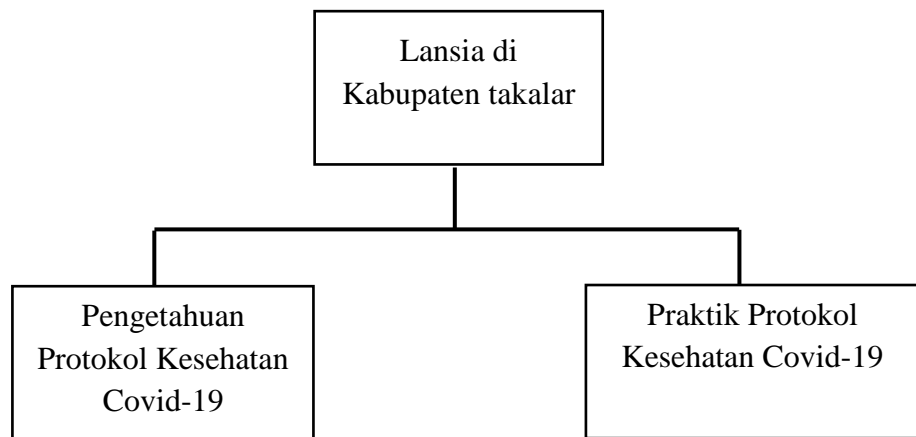 Lansia di
Kabupaten takalar
Pengetahuan
Protokol Kesehatan
Covid-19
Praktik Protokol
Kesehatan Covid-19